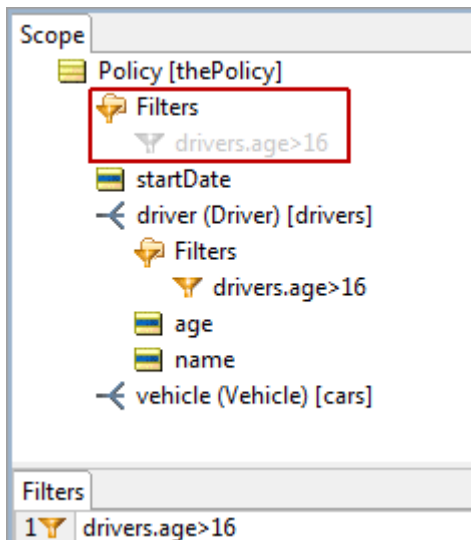 Scope
Policy [thePolicy]
Filters
drivers.age>16
startDate
driver (Driver) [drivers]
Filters
drivers.age>16
age
name
vehicle (Vehicle) [cars]
Filters
1 drivers.age>16